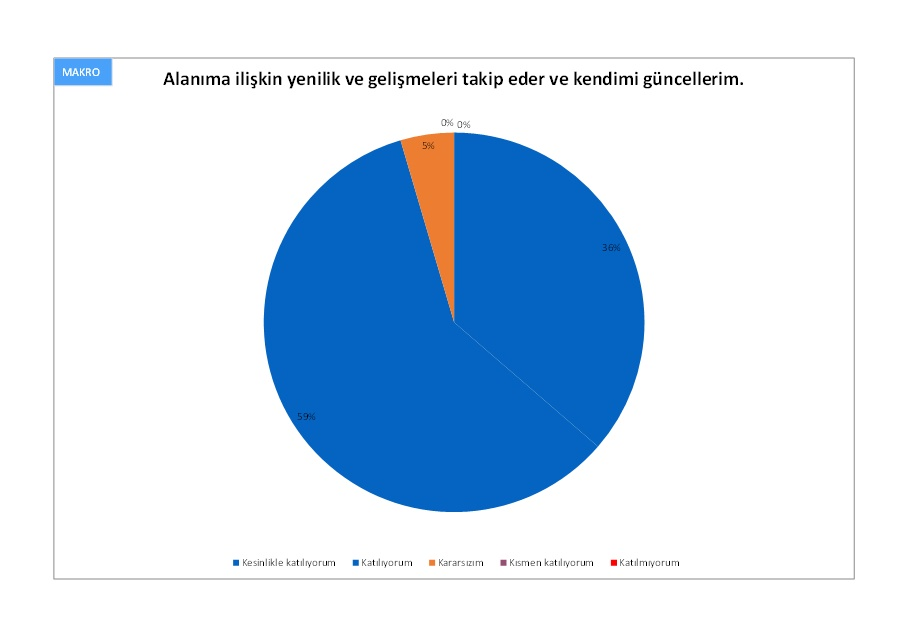 MAKRO
Alanıma ilişkin yenilik ve gelişmeleri takip eder ve kendimi güncellerim.
0% 0%
5%
36%
59%
Kesinlikle katılıyorum Katılıyorum Kararsızım Kısmen katılıyorum Katılmıyorum